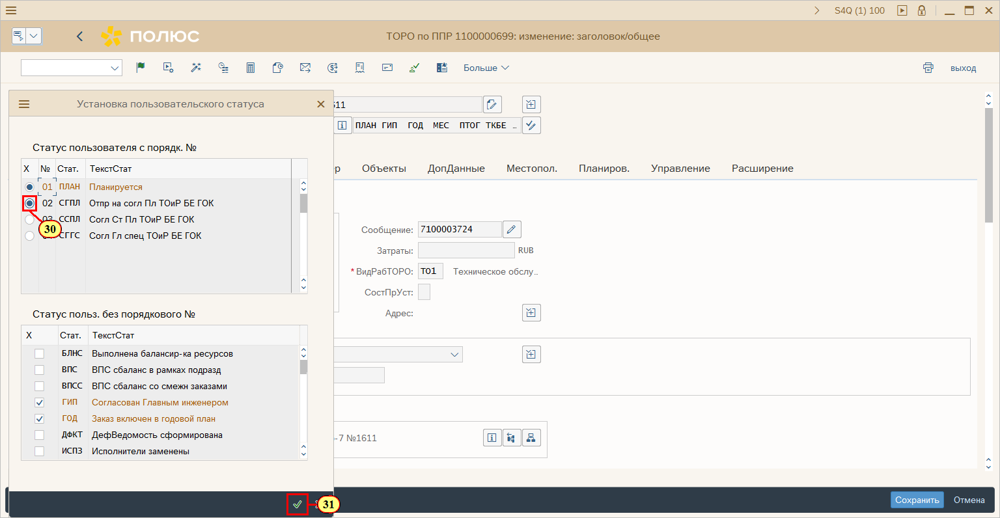 S4Q (1) 100
ПОЛЮС
ТОРО по ППР 1100000699: изменение: заголовок/общее
Больше
выход
Установка пользовательского статуса
ПЛАН ГИП ГОД МЕС ПТОГ ТКБЕ …
Статус пользователя с порядк. №
X № Стат. ТекстСтат
01 ПЛАН Планируется
02 СГПЛ Отпр на согл Пл ТОиР БЕ ГОК
03 ССПЛ Согл Ст Пл ТОиР БЕ ГОК
СГГС Согл Гл спец ТОиР БЕ ГОК
30
Объекты ДопДанные Местопол. Планиров. Управление Расширение
Сообщение: 7100003724
Затраты: RUB
* ВидРабТОРО: Т01 Техническое обслу…
СостПрУст:
Адрес:
Статус польз. без порядкового №
X Стат. ТекстСтат
БЛНС Выполнена балансир-ка ресурсов
ВПС ВПС сбаланс в рамках подразд
ВПСС ВПС сбаланс со смежн заказами
ГИП Согласован Главным инженером
ГОД Заказ включен в годовой план
ДФКТ ДефВедомость сформирована
ИСПЗ Исполнители заменены
-7 №1611
31
Сохранить Отмена